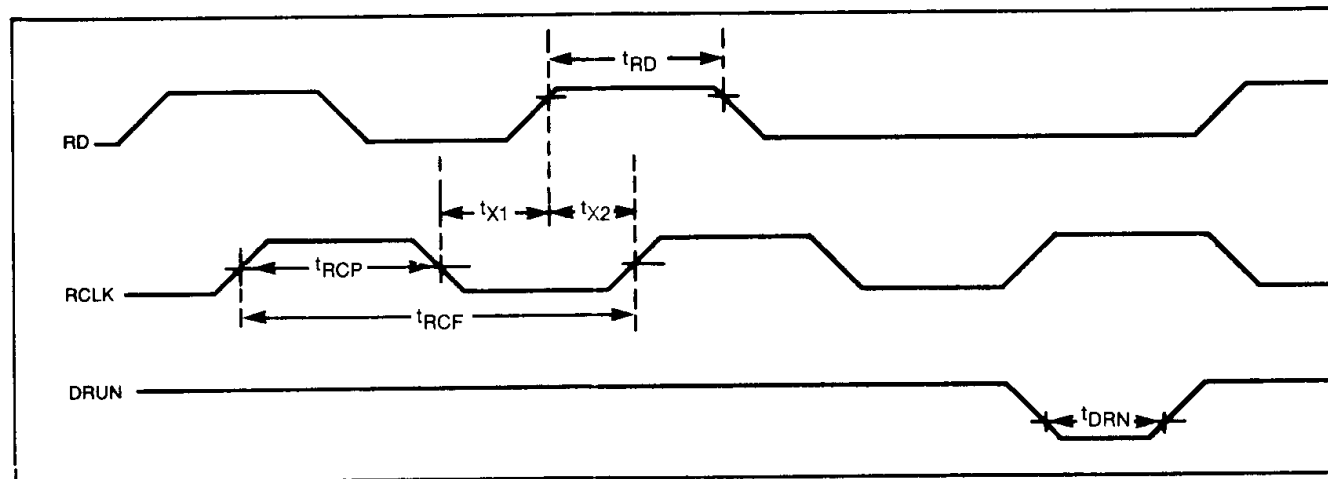 tRD
RD
tX1
tX2
tRCP
RCLK
tRCF
DRUN
tDRN